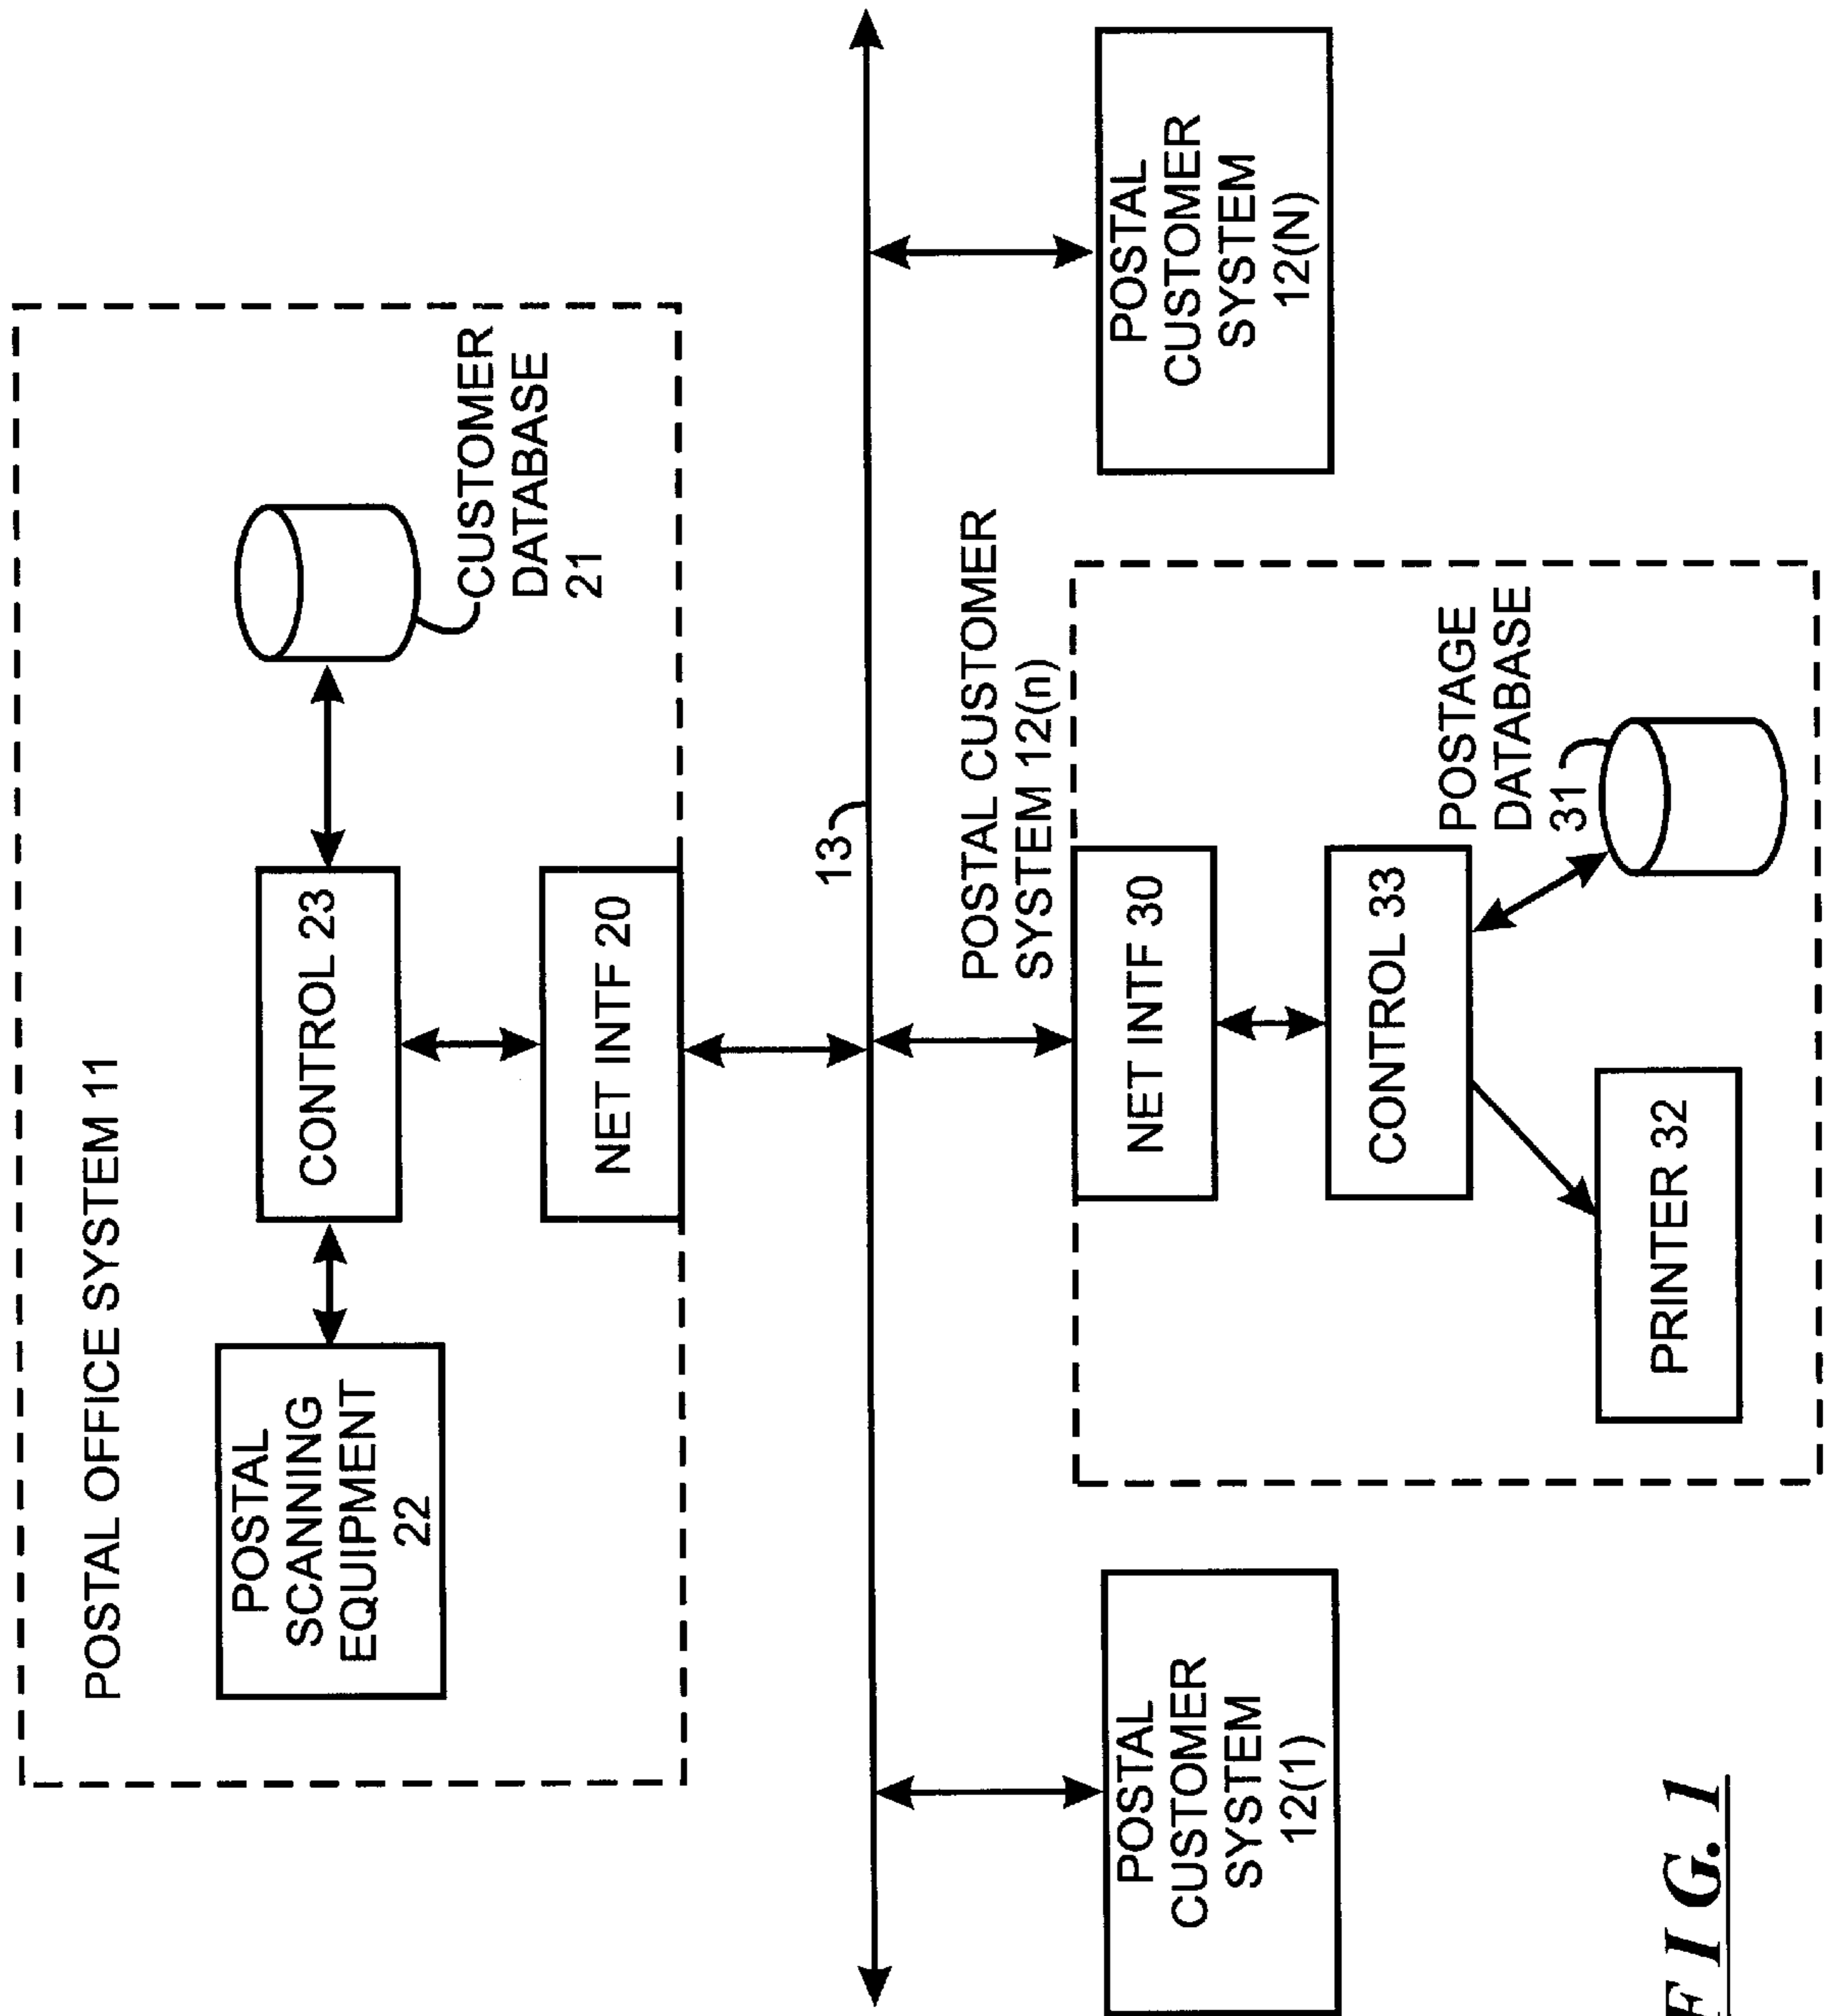 POSTAL OFFICE SYSTEM 11
POSTAL
SCANNING
EQUIPMENT
22
CONTROL 23
CUSTOMER
DATABASE
21
NET INTF 20
13
POSTAL CUSTOMER
SYSTEM 12(n)
POSTAL
CUSTOMER
SYSTEM
12(1)
NET INTF 30
CONTROL 33
POSTAGE
DATABASE
31
PRINTER 32
POSTAL
CUSTOMER
SYSTEM
12(N)
FIG. 1